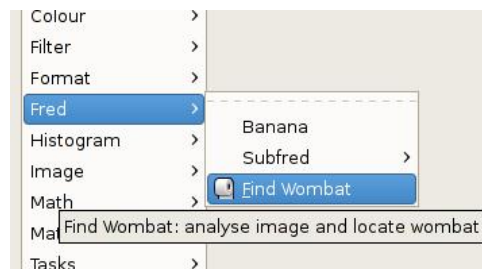 Colour
Filter
Format
Fred
Histogram
Image
Math
Mat
Tasks
Banana
Subfred
Find Wombat
Find Wombat: analyse image and locate wombat